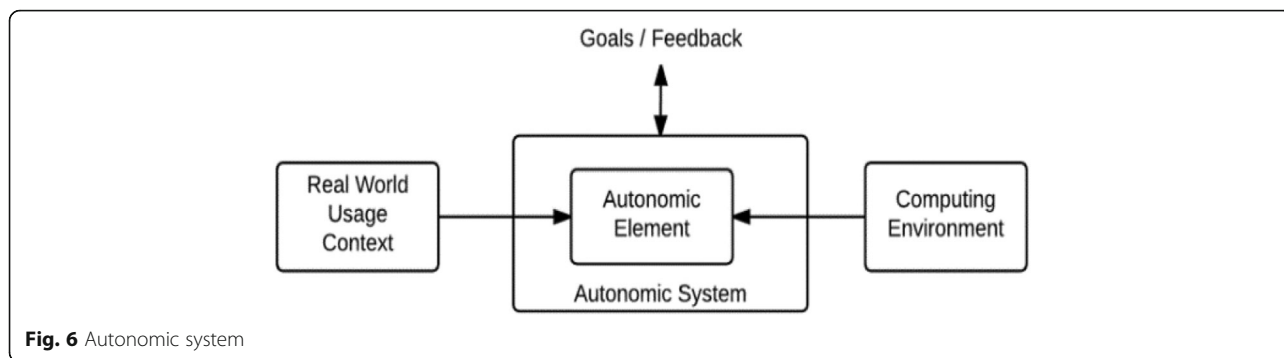 Goals / Feedback
Real World
Usage
Context
Autonomic
Element
Computing
Environment
Autonomic System
Fig. 6 Autonomic system